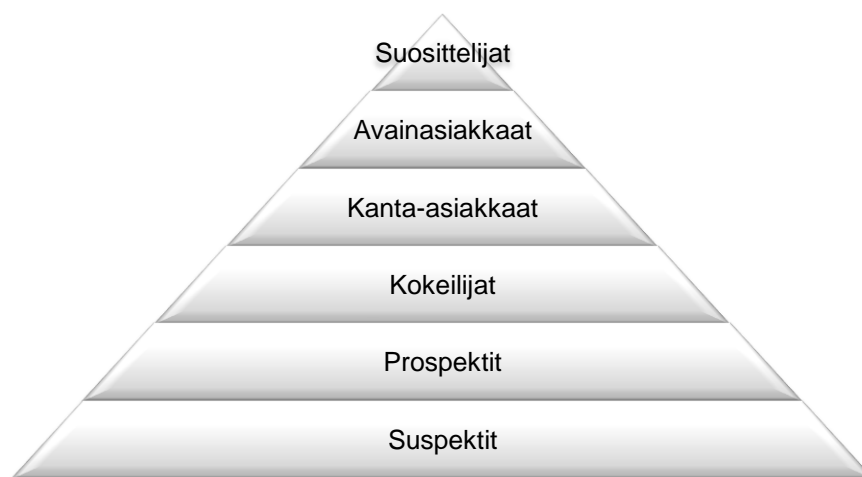 Suosittelijat
Avainasiakkaat
Kanta-asiakkaat
Kokeilijat
Prospektit
Suspektit